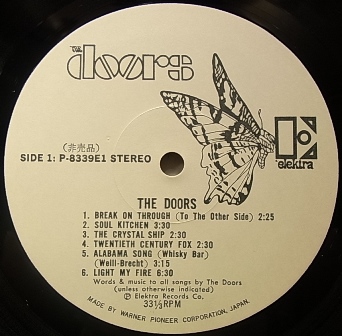 THE
doors
elektra
(非売品)
SIDE 1: P-8339E1 STEREO
THE DOORS
1. BREAK ON THROUGH (To The Other Side) 2:25
2. SOUL KITCHEN 3:30
3. THE CRYSTAL SHIP 2:30
4. TWENTIETH CENTURY FOX 2:30
5. ALABAMA SONG (Whisky Bar)
(Weill-Brecht) 3:15
6. LIGHT MY FIRE 6:30
Words & music to all songs by The Doors
(unless otherwise indicated)
Ⓟ Elektra Records Co.
33⅓RPM
MADE BY WARNER PIONEER CORPORATION, JAPAN.